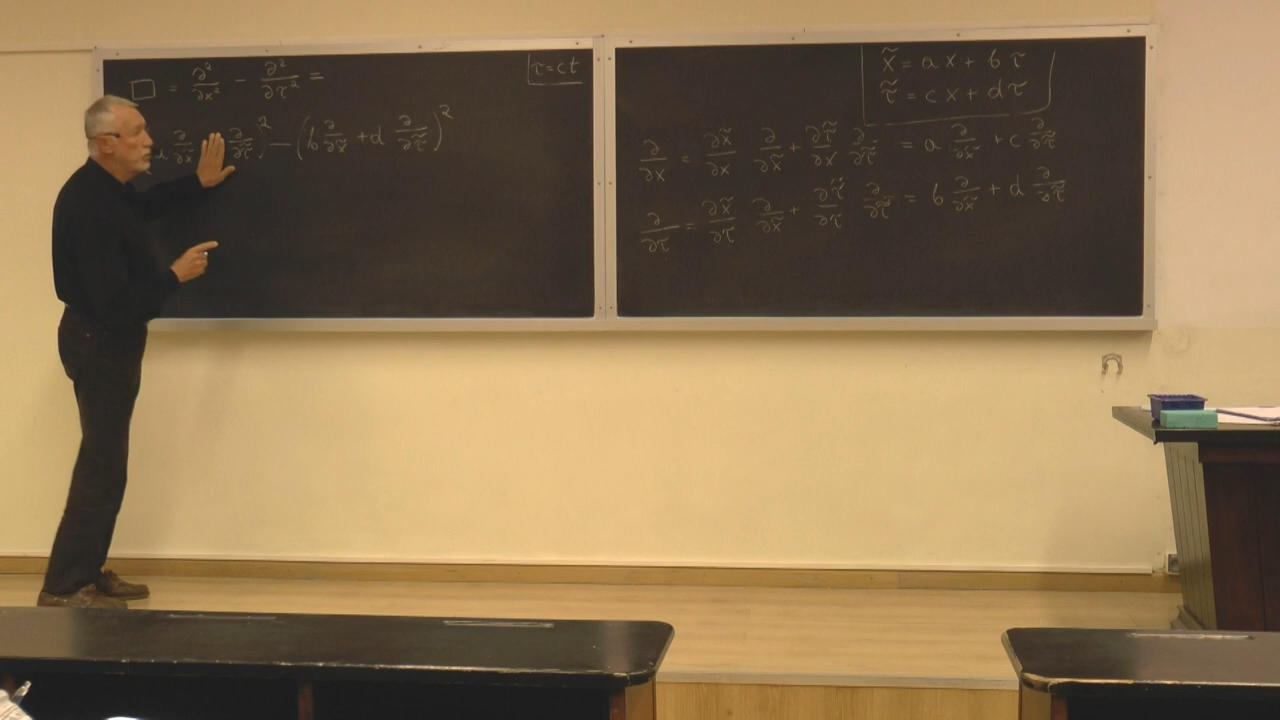 □ = ∂²/∂x² − ∂²/∂τ² =
τ = ct
∂/∂x̃ ∂/∂τ̃)² − (b ∂/∂x̃ + d ∂/∂τ̃)²
x̃ = ax + bτ
τ̃ = cx + dτ
∂/∂x = ∂x̃/∂x ∂/∂x̃ + ∂τ̃/∂x ∂/∂τ̃ = a ∂/∂x̃ + c ∂/∂τ̃
∂/∂τ = ∂x̃/∂τ ∂/∂x̃ + ∂τ̃/∂τ ∂/∂τ̃ = b ∂/∂x̃ + d ∂/∂τ̃